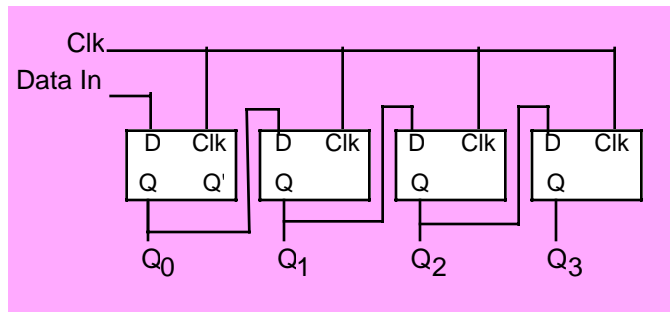 Clk
Data In
D Clk D Clk D Clk D Clk
Q Q' Q Q Q
Q0 Q1 Q2 Q3